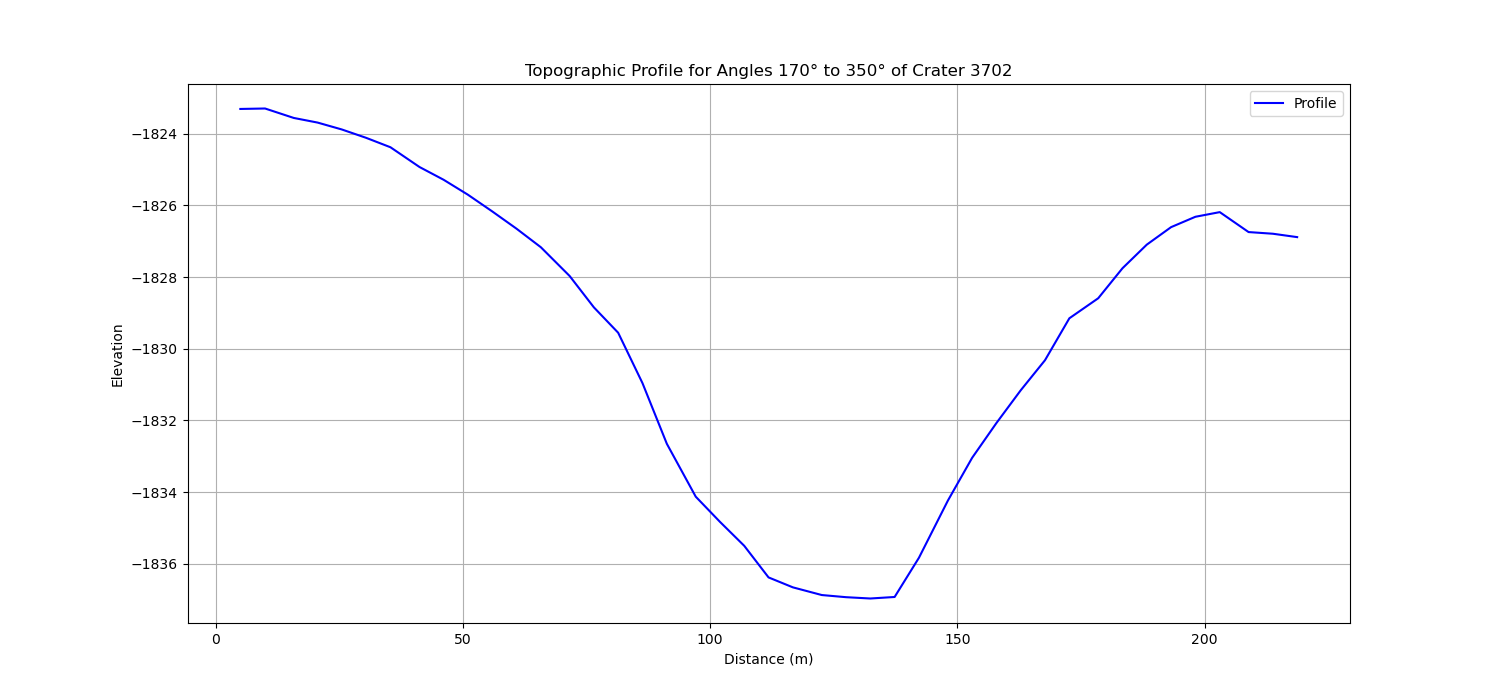 Topographic Profile for Angles 170° to 350° of Crater 3702
Profile
−1824
−1826
−1828
−1830
−1832
−1834
−1836
Elevation
0 50 100 150 200
Distance (m)